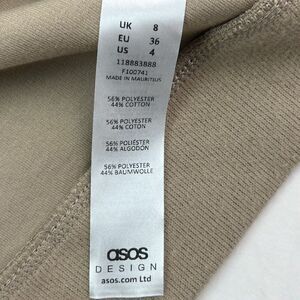 UK 8
EU 36
US 4
118883888
F100741
MADE IN MAURITIUS
56% POLYESTER
44% COTTON
56% POLYESTER
44% COTON
56% POLIÉSTER
44% ALGODON
56% POLYESTER
44% BAUMWOLLE
asos
DESIGN
asos.com Ltd